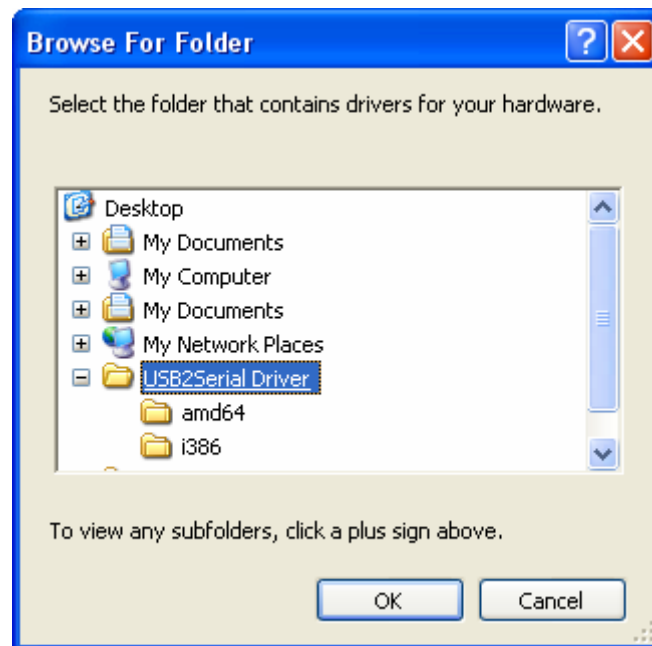 Browse For Folder
Select the folder that contains drivers for your hardware.
Desktop
My Documents
My Computer
My Documents
My Network Places
USB2Serial Driver
amd64
i386
To view any subfolders, click a plus sign above.
OK Cancel